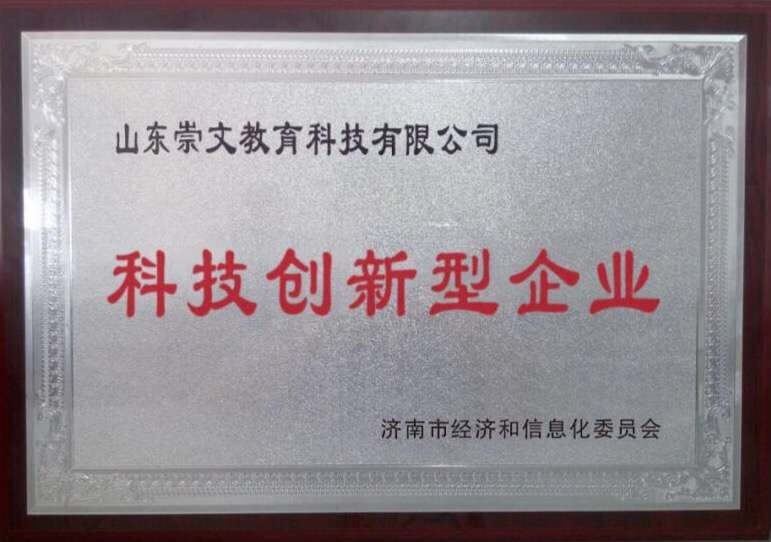 山东崇文教育科技有限公司
科技创新型企业
济南市经济和信息化委员会